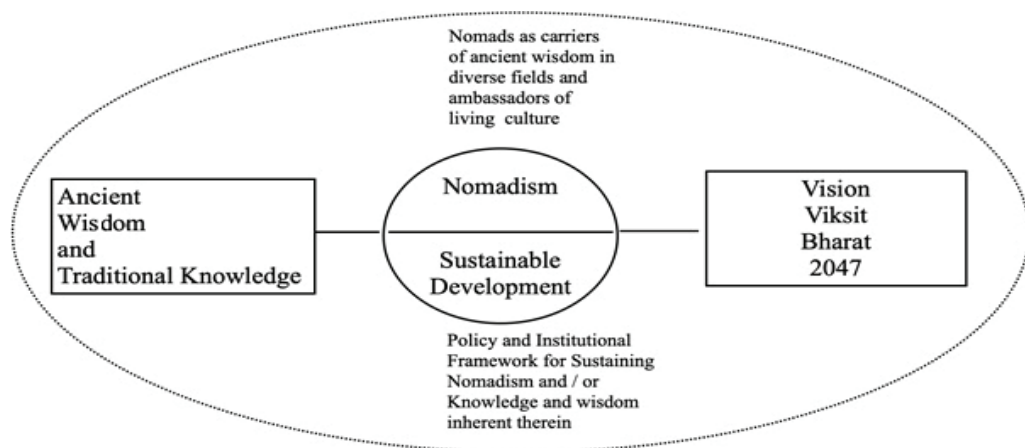 Nomads as carriers
of ancient wisdom in
diverse fields and
ambassadors of
living culture
Ancient
Wisdom
and
Traditional Knowledge
Nomadism
Sustainable
Development
Vision
Viksit
Bharat
2047
Policy and Institutional
Framework for Sustaining
Nomadism and / or
Knowledge and wisdom
inherent therein